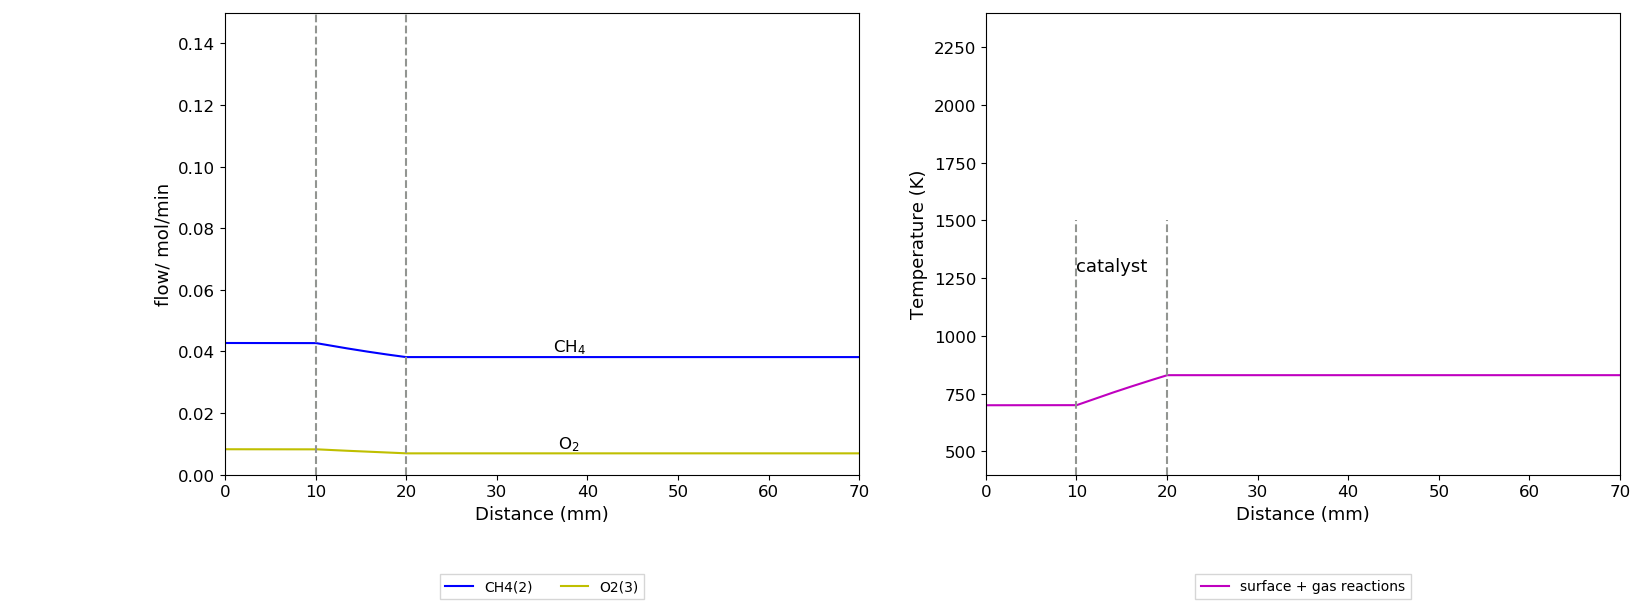 0.14
0.12
0.10
0.08
0.06
0.04
0.02
0.00
flow/ mol/min
CH₄
O₂
0 10 20 30 40 50 60 70
Distance (mm)
CH4(2) O2(3)
2250
2000
1750
1500
1250
1000
750
500
Temperature (K)
catalyst
0 10 20 30 40 50 60 70
Distance (mm)
surface + gas reactions